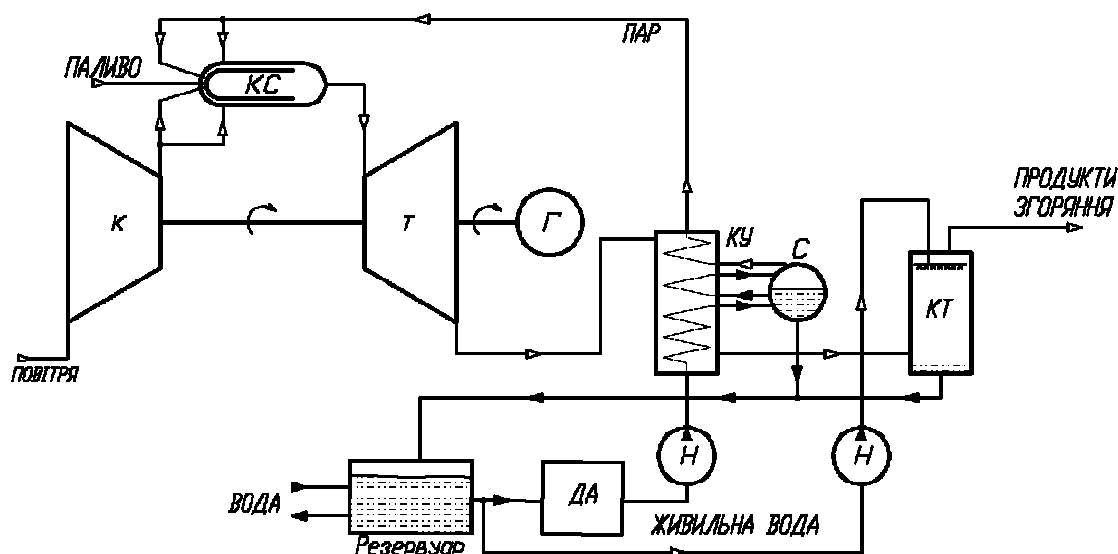 ПАР
ПАЛИВО
КС
ПРОДУКТИ
ЗГОРЯННЯ
К
Т
Г
КУ
С
КТ
ПОВІТРЯ
Н
Н
ВОДА
ДА
ЖИВИЛЬНА ВОДА
Резервуар